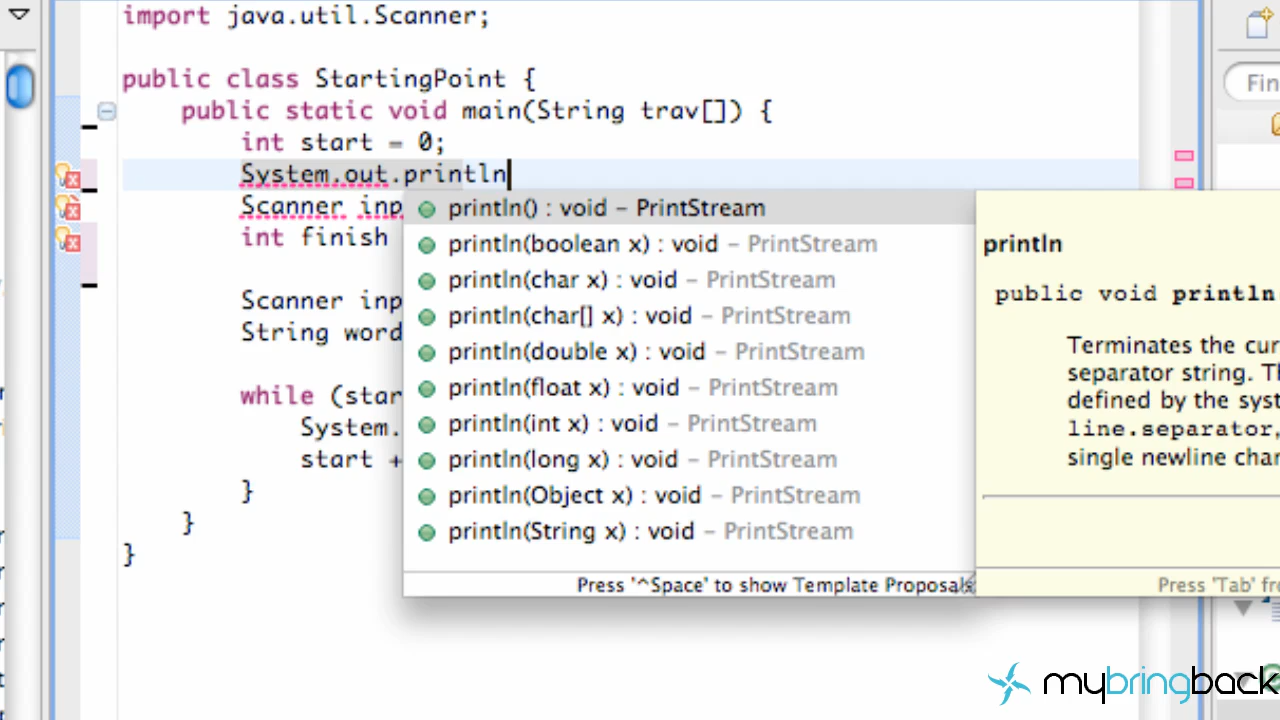 import java.util.Scanner;
public class StartingPoint {
public static void main(String trav[]) {
int start = 0;
System.out.println
Scanner inp
int finish
Scanner inp
String word
while (star
System.
start +
}
}
}
println() : void – PrintStream
println(boolean x) : void – PrintStream
println(char x) : void – PrintStream
println(char[] x) : void – PrintStream
println(double x) : void – PrintStream
println(float x) : void – PrintStream
println(int x) : void – PrintStream
println(long x) : void – PrintStream
println(Object x) : void – PrintStream
println(String x) : void – PrintStream
Press '^Space' to show Template Proposals
println
public void println
Terminates the cur
separator string. Th
defined by the syst
line.separator,
single newline char
Press 'Tab' fro
Fin
mybringback